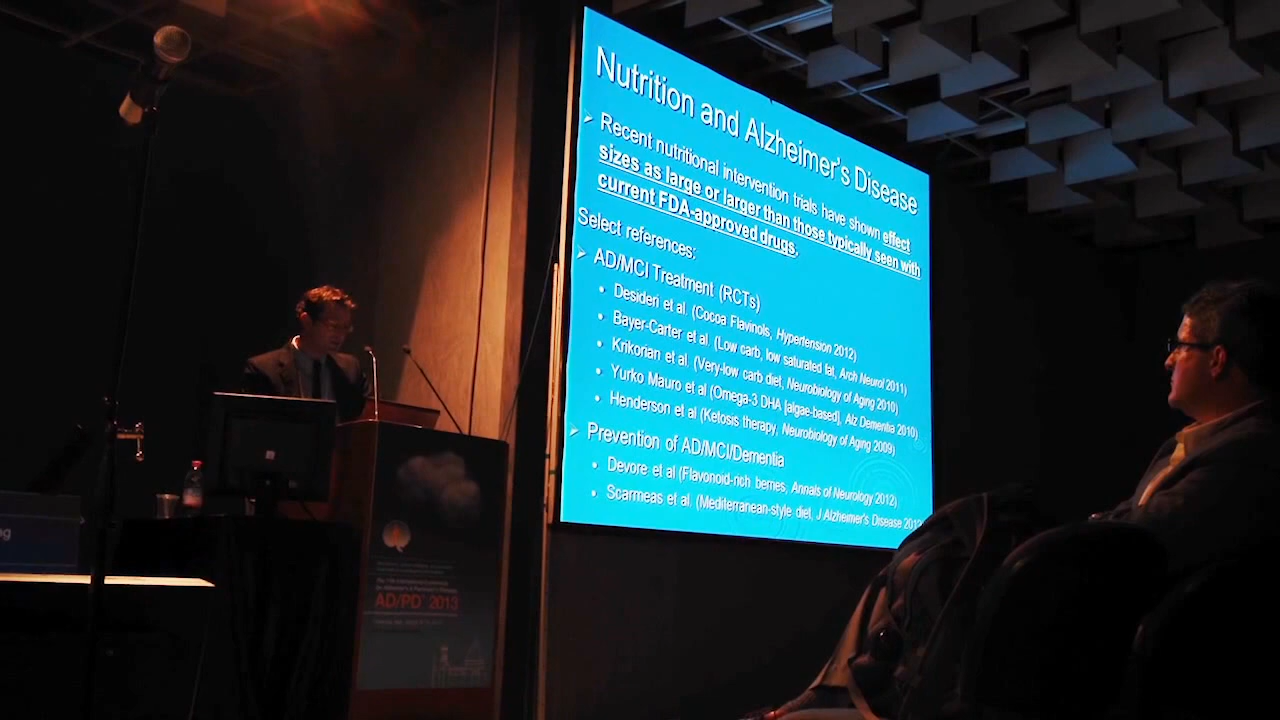 Nutrition and Alzheimer's Disease
Recent nutritional intervention trials have shown effect
sizes as large or larger than those typically seen with
current FDA-approved drugs.
Select references:
AD/MCI Treatment (RCTs)
Desideri et al. (Cocoa Flavinols, Hypertension 2012)
Bayer-Carter et al. (Low carb, low saturated fat, Arch Neurol 2011)
Krikorian et al. (Very-low carb diet, Neurobiology of Aging 2010)
Yurko Mauro et al (Omega-3 DHA [algae-based], Alz Dementia 2010)
Henderson et al (Ketosis therapy, Neurobiology of Aging 2009)
Prevention of AD/MCI/Dementia
Devore et al (Flavonoid-rich berries, Annals of Neurology 2012)
Scarmeas et al. (Mediterranean-style diet, J Alzheimer's Disease
AD/PD™ 2013